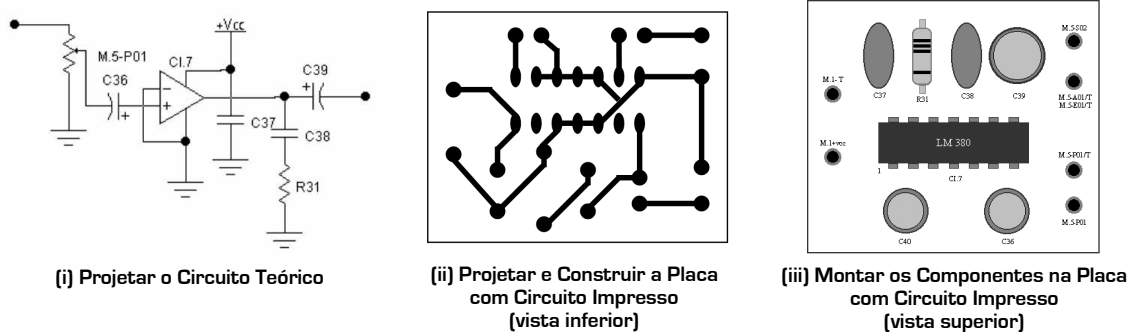 +Vcc
M.5-P01
CI.7
C36
C39
+
-
+
+
C37
C38
R31
(i) Projetar o Circuito Teórico
(ii) Projetar e Construir a Placa
com Circuito Impresso
(vista inferior)
M.5-S02
M.1-T
C37
R31
C38
C39
M.5-A01/T
M.5-E01/T
M.1+vcc
LM 380
M.5-P01/T
1
CI.7
M.5-P01
C40
C36
(iii) Montar os Componentes na Placa
com Circuito Impresso
(vista superior)